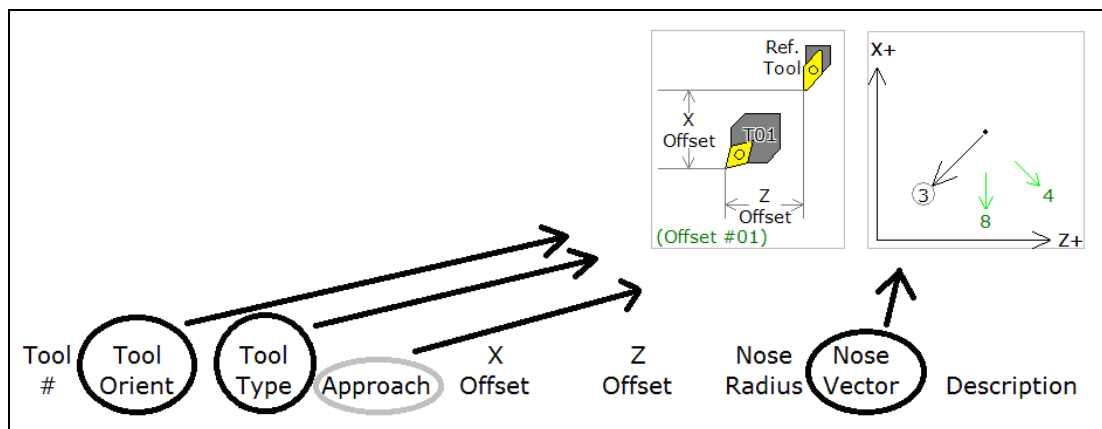 Ref.
Tool
X
Offset
T01
Z
Offset
(Offset #01)
X+
3
8
4
Z+
Tool
#
Tool
Orient
Tool
Type
Approach
X
Offset
Z
Offset
Nose
Radius
Nose
Vector
Description